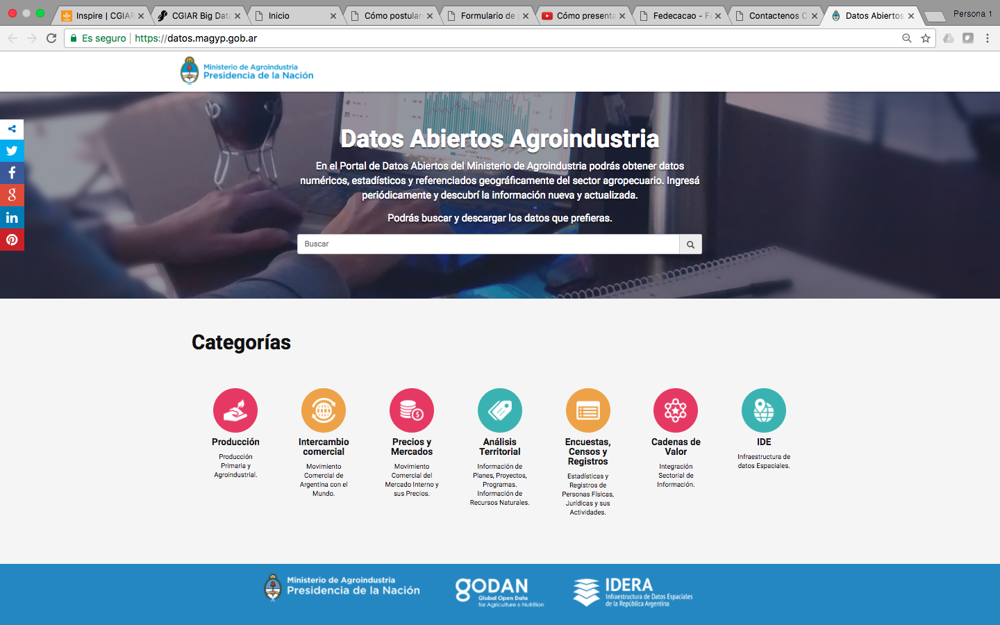 Inspire | CGIAR
CGIAR Big Data
Inicio
Cómo postular
Formulario de
Cómo presenta
Fedecacao - Fe
Contactenos C
Datos Abiertos
Persona 1
Es seguro
https://datos.magyp.gob.ar
Ministerio de Agroindustria
Presidencia de la Nación
Datos Abiertos Agroindustria
En el Portal de Datos Abiertos del Ministerio de Agroindustria podrás obtener datos
numéricos, estadísticos y referenciados geográficamente del sector agropecuario. Ingresá
periódicamente y descubrí la información nueva y actualizada.
Podrás buscar y descargar los datos que prefieras.
Buscar
Categorías
Producción
Producción
Primaria y
Agroindustrial.
Intercambio
comercial
Movimiento
Comercial de
Argentina con el
Mundo.
Precios y
Mercados
Movimiento
Comercial del
Mercado Interno y
sus Precios.
Análisis
Territorial
Información de
Planes, Proyectos,
Programas.
Información de
Recursos Naturales.
Encuestas,
Censos y
Registros
Estadísticas y
Registros de
Personas Físicas,
Jurídicas y sus
Actividades.
Cadenas de
Valor
Integración
Sectorial de
Información.
IDE
Infraestructura de
datos Espaciales.
Ministerio de Agroindustria
Presidencia de la Nación
GODAN
Global Open Data
for Agriculture & Nutrition
IDERA
Infraestructura de Datos Espaciales
de la República Argentina